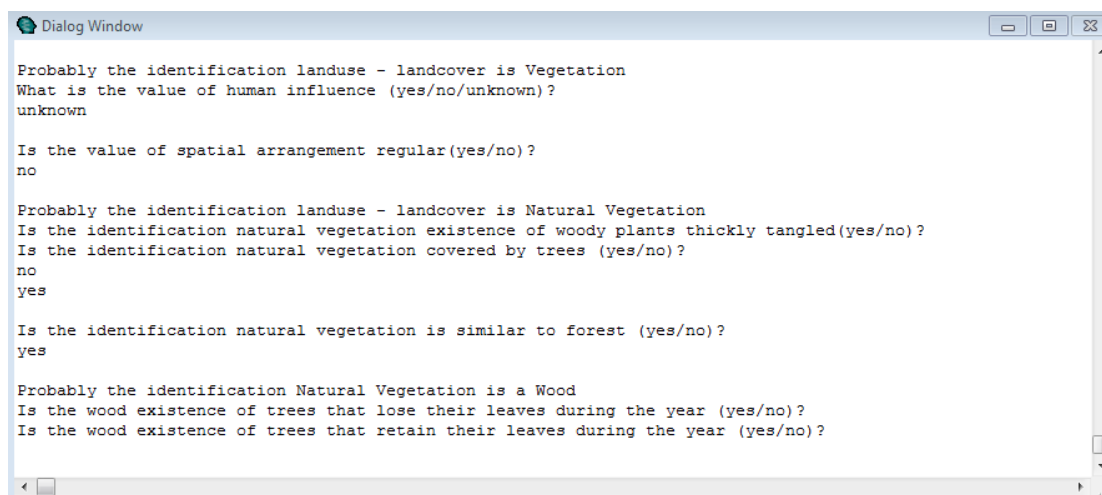 Dialog Window
Probably the identification landuse - landcover is Vegetation
What is the value of human influence (yes/no/unknown)?
unknown
Is the value of spatial arrangement regular(yes/no)?
no
Probably the identification landuse - landcover is Natural Vegetation
Is the identification natural vegetation existence of woody plants thickly tangled(yes/no)?
Is the identification natural vegetation covered by trees (yes/no)?
no
yes
Is the identification natural vegetation is similar to forest (yes/no)?
yes
Probably the identification Natural Vegetation is a Wood
Is the wood existence of trees that lose their leaves during the year (yes/no)?
Is the wood existence of trees that retain their leaves during the year (yes/no)?